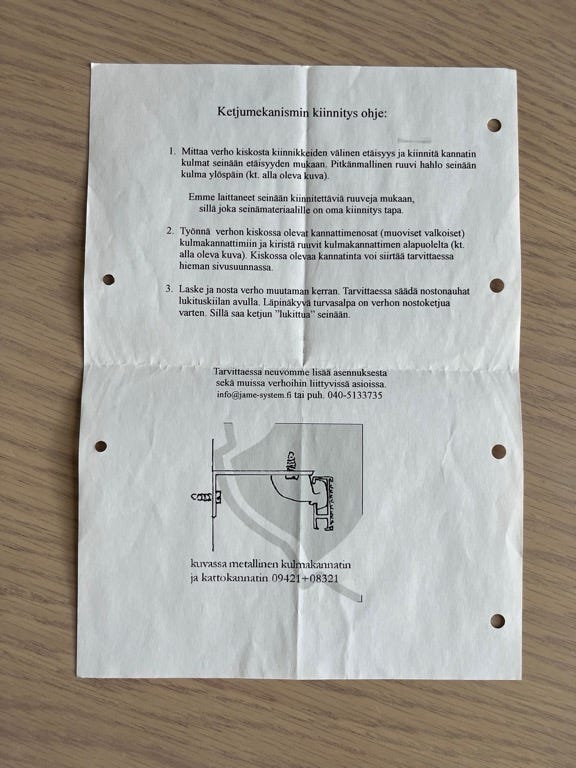 Ketjumekanismin kiinnitys ohje:
1. Mittaa verho kiskosta kiinnikkeiden välinen etäisyys ja kiinnitä kannatin
kulmat seinään etäisyyden mukaan. Pitkänmallinen ruuvi hahlo seinään
kulma ylöspäin (kt. alla oleva kuva).
Emme laittaneet seinään kiinnitettäviä ruuveja mukaan,
sillä joka seinämateriaalille on oma kiinnitys tapa.
2. Työnnä verhon kiskossa olevat kannattimenosat (muoviset valkoiset)
kulmakannattimiin ja kiristä ruuvit kulmakannattimen alapuolelta (kt.
alla oleva kuva). Kiskossa olevaa kannatinta voi siirtää tarvittaessa
hieman sivusuunnassa.
3. Laske ja nosta verho muutaman kerran. Tarvittaessa säädä nostonauhat
lukituskiilan avulla. Läpinäkyvä turvasalpa on verhon nostoketjua
varten. Sillä saa ketjun ”lukittua” seinään.
Tarvittaessa neuvomme lisää asennuksesta
sekä muissa verhoihin liittyvissä asioissa.
info@jame-system.fi tai puh. 040-5133735
kuvassa metallinen kulmakannatin
ja kattokannatin 09421+08321